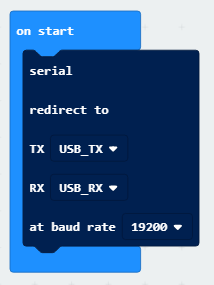 on start
serial
redirect to
TX USB_TX
RX USB_RX
at baud rate 19200